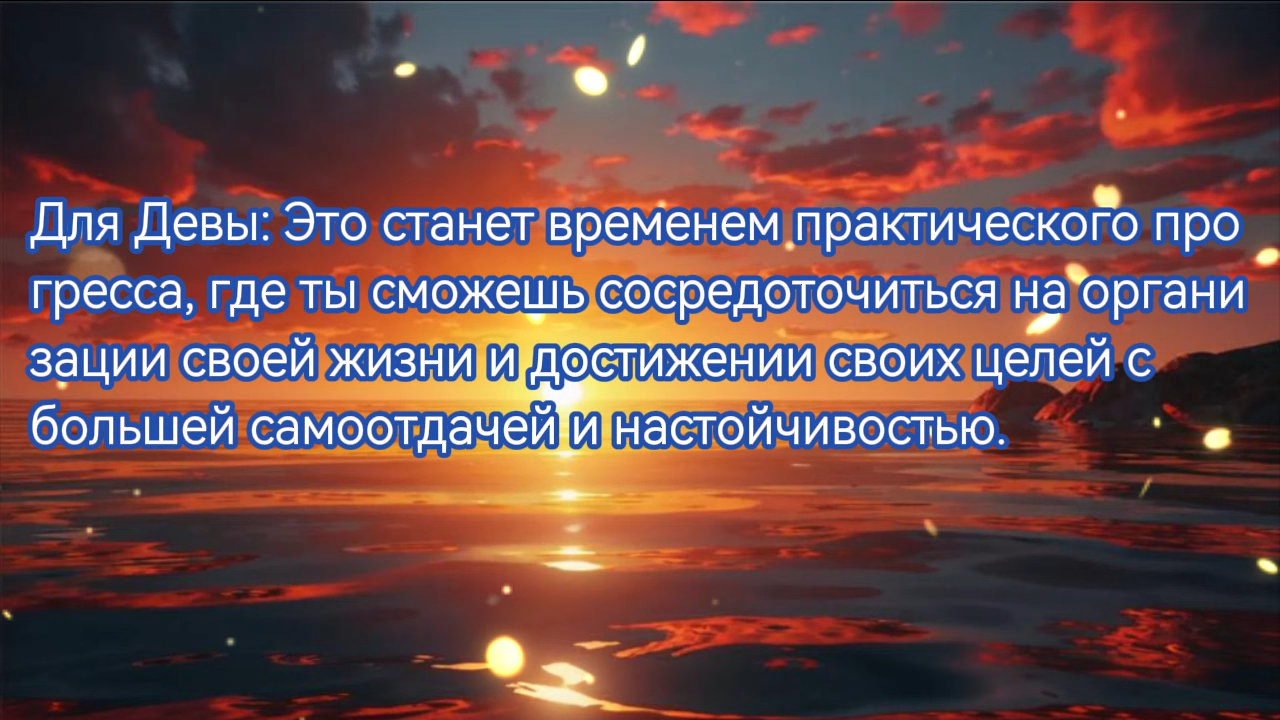 Для Девы: Это станет временем практического про
гресса, где ты сможешь сосредоточиться на органи
зации своей жизни и достижении своих целей с
большей самоотдачей и настойчивостью.